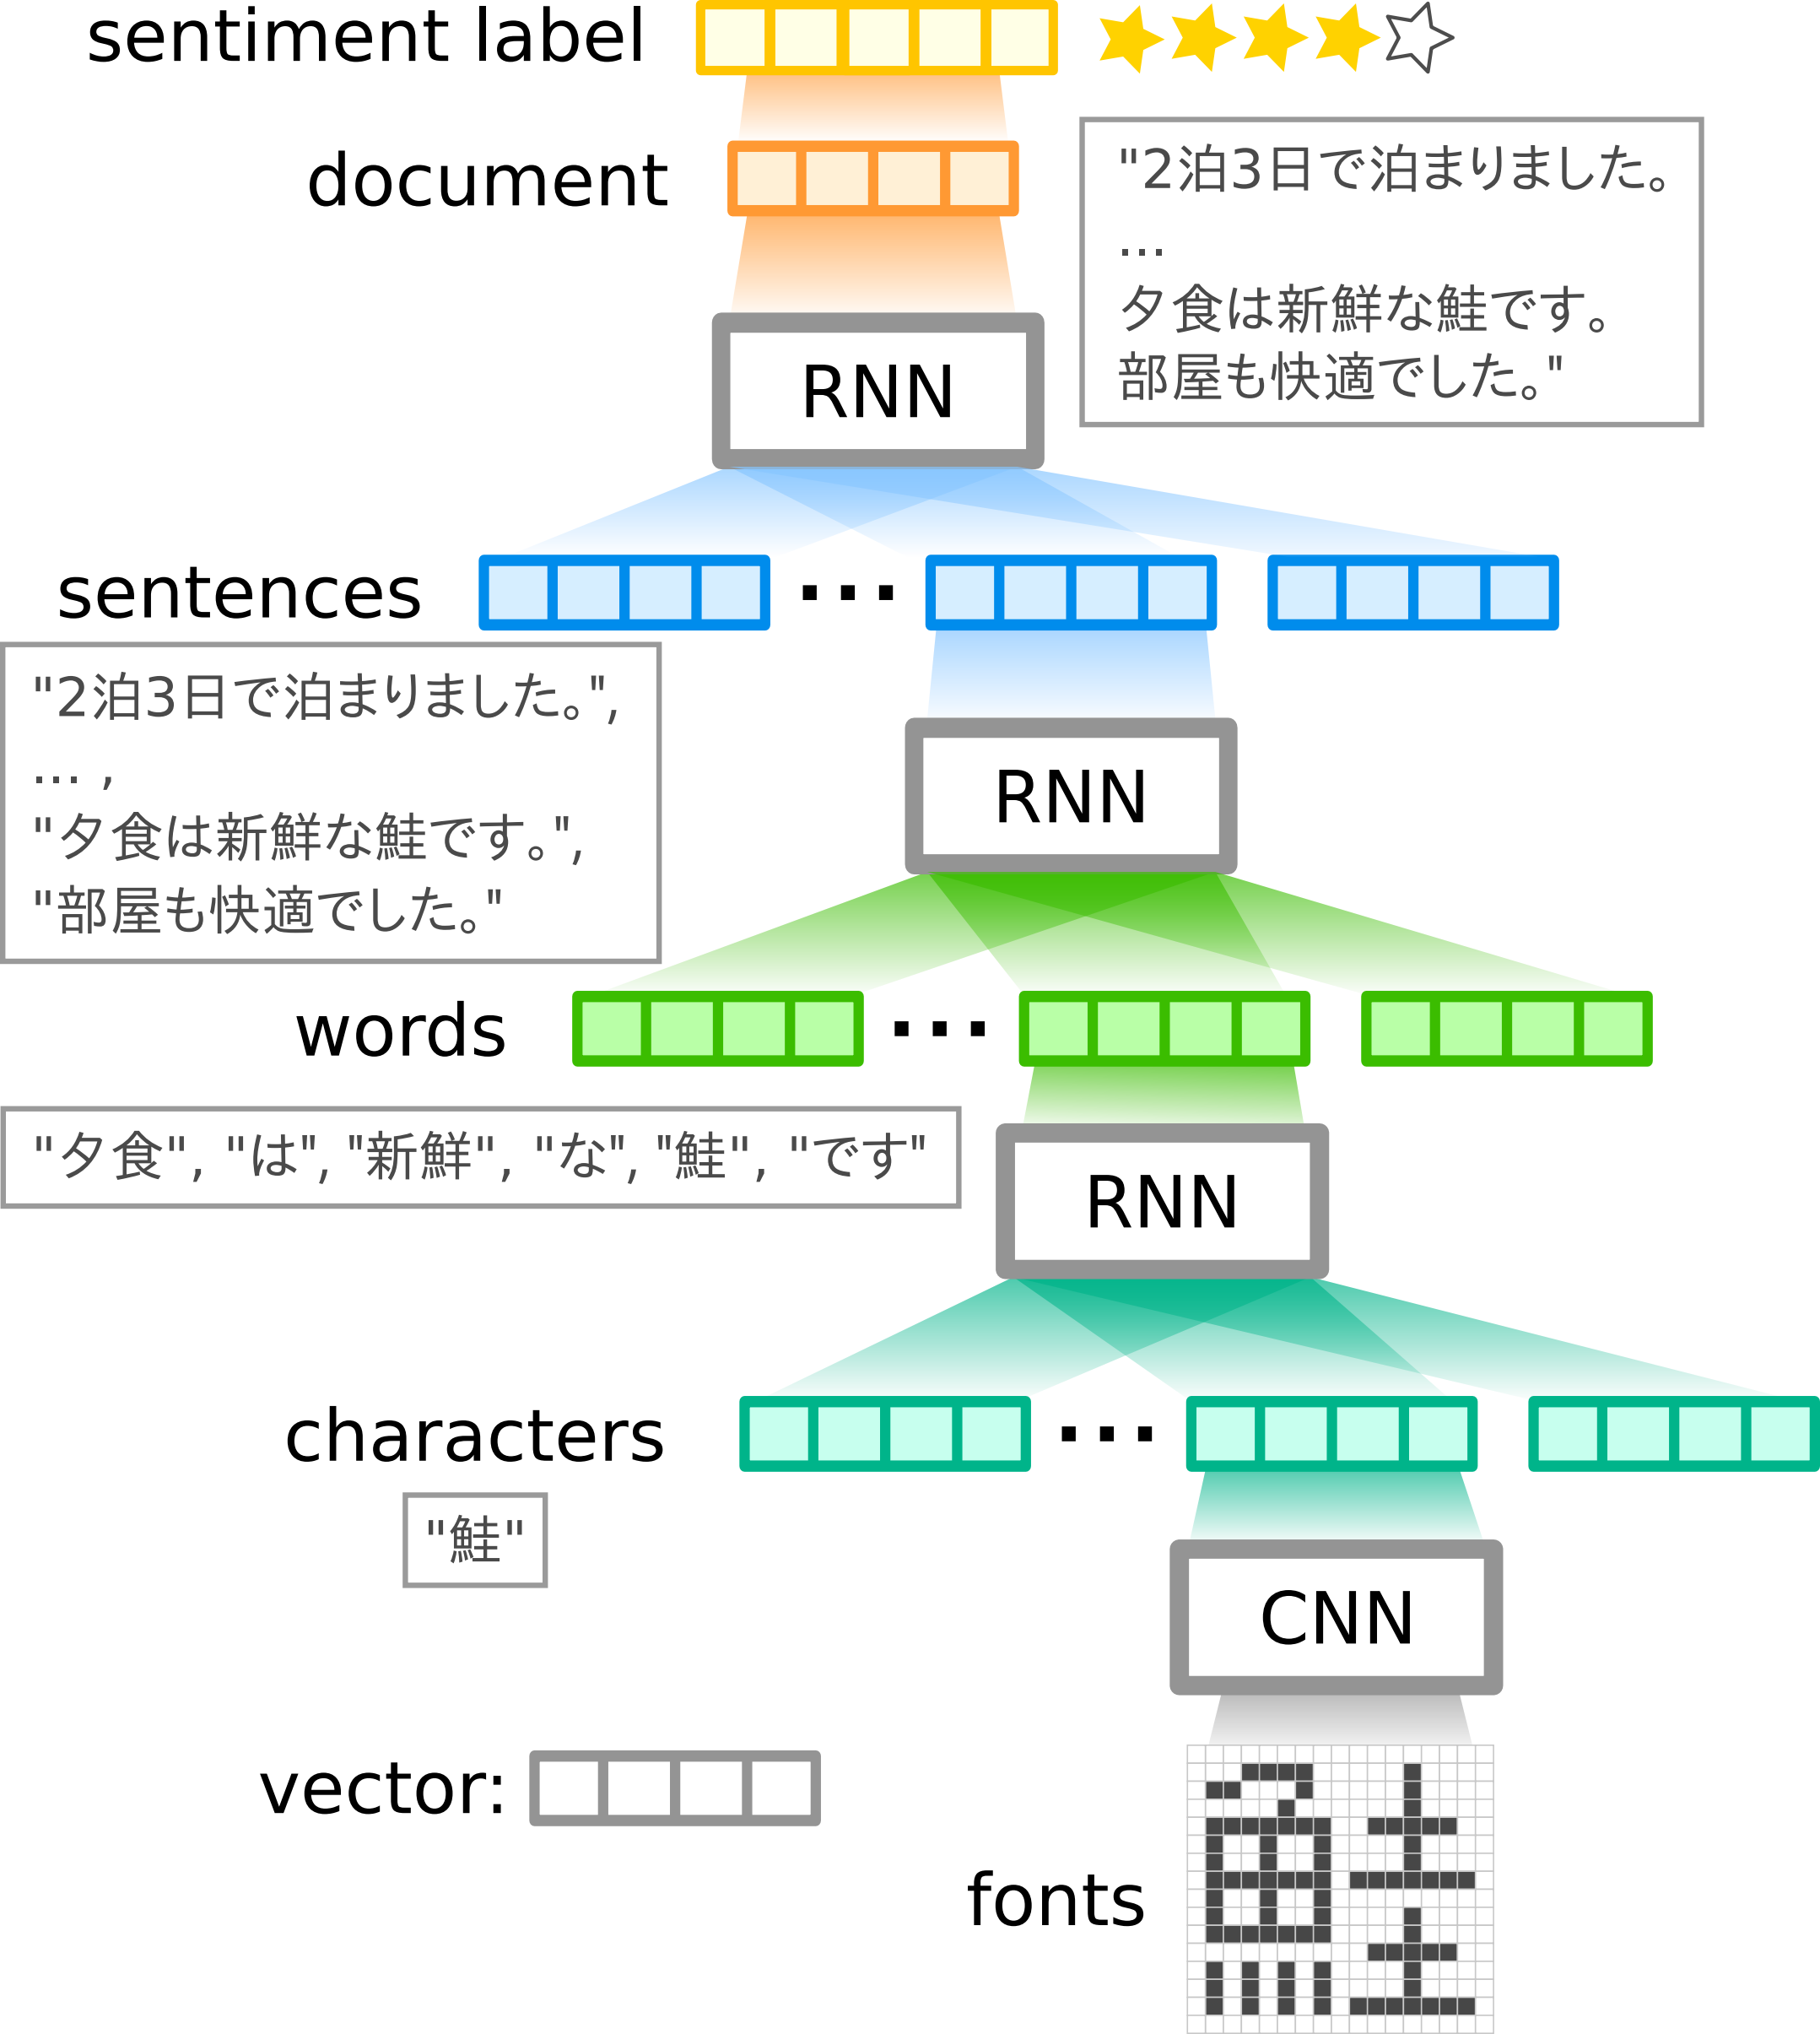 sentiment label
document
"2泊3日で泊まりました。
...
夕食は新鮮な鮭です。
部屋も快適でした。"
RNN
sentences
...
"2泊3日で泊まりました。",
... ,
"夕食は新鮮な鮭です。",
"部屋も快適でした。"
RNN
words
...
"夕食", "は", "新鮮", "な", "鮭", "です"
RNN
characters
...
"鮭"
CNN
vector:
fonts
鮭